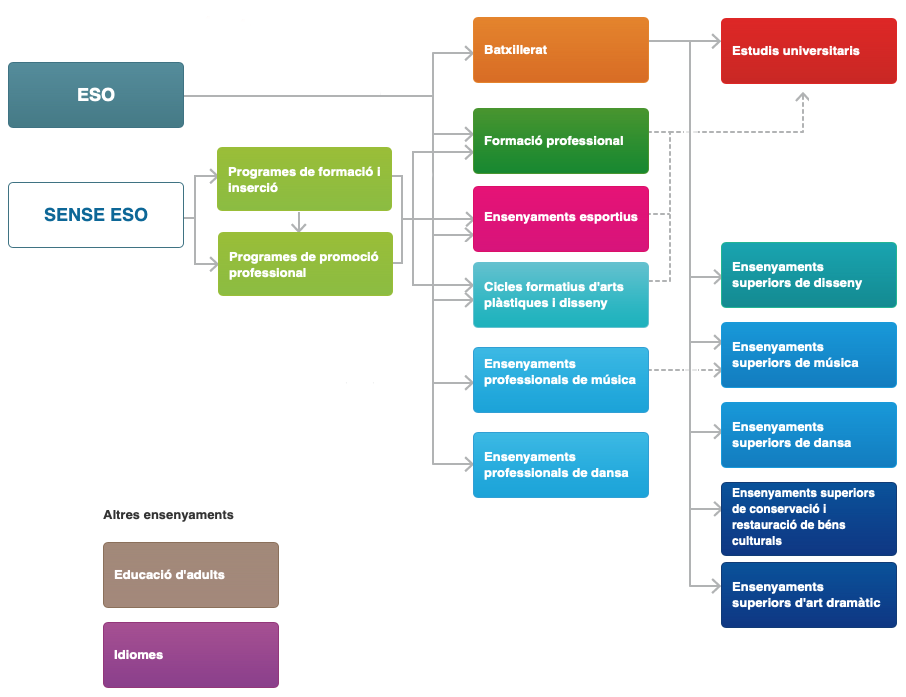 ESO
SENSE ESO
Programes de formació i
inserció
Programes de promoció
professional
Batxillerat
Formació professional
Ensenyaments esportius
Cicles formatius d'arts
plàstiques i disseny
Ensenyaments
professionals de música
Ensenyaments
professionals de dansa
Estudis universitaris
Ensenyaments
superiors de disseny
Ensenyaments
superiors de música
Ensenyaments
superiors de dansa
Ensenyaments superiors
de conservació i
restauració de béns
culturals
Ensenyaments
superiors d'art dramàtic
Altres ensenyaments
Educació d'adults
Idiomes